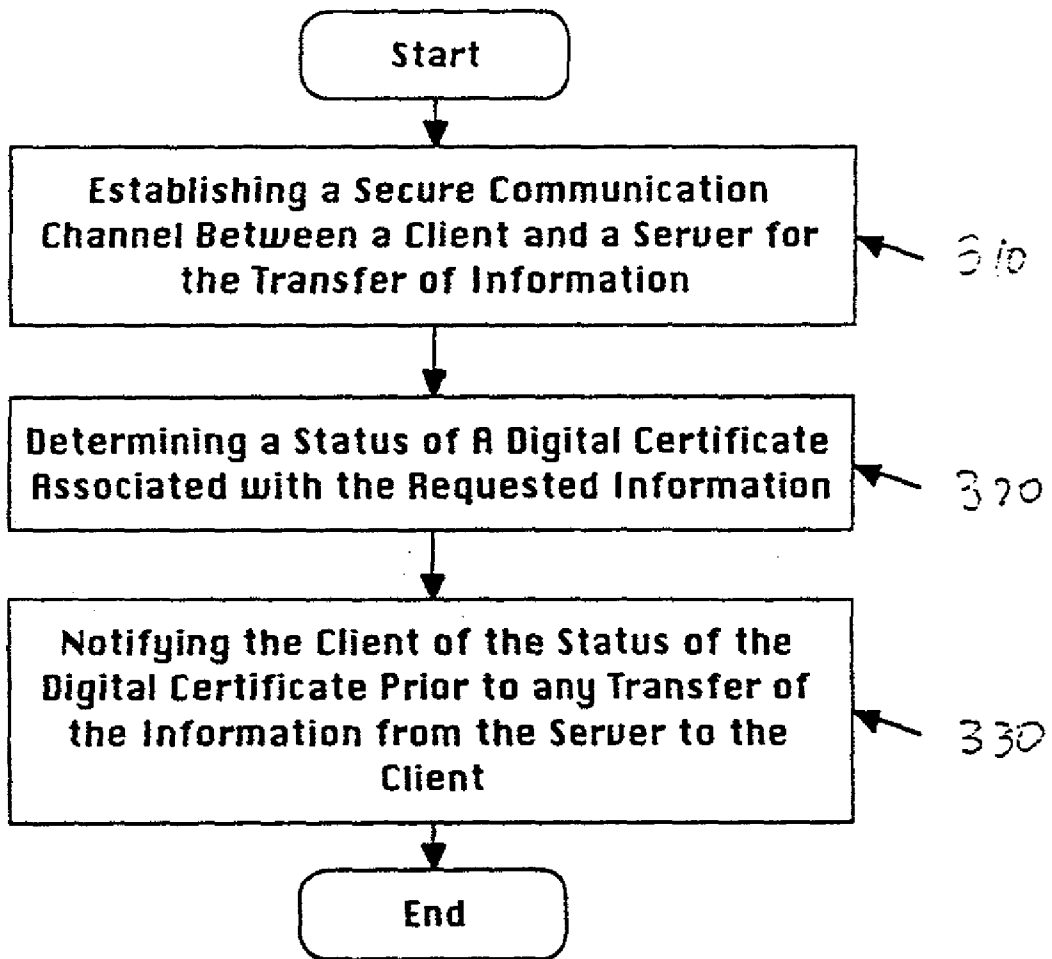 Start
Establishing a Secure Communication
Channel Between a Client and a Server for
the Transfer of Information
310
Determining a Status of A Digital Certificate
Associated with the Requested Information
320
Notifying the Client of the Status of the
Digital Certificate Prior to any Transfer of
the Information from the Server to the
Client
330
End